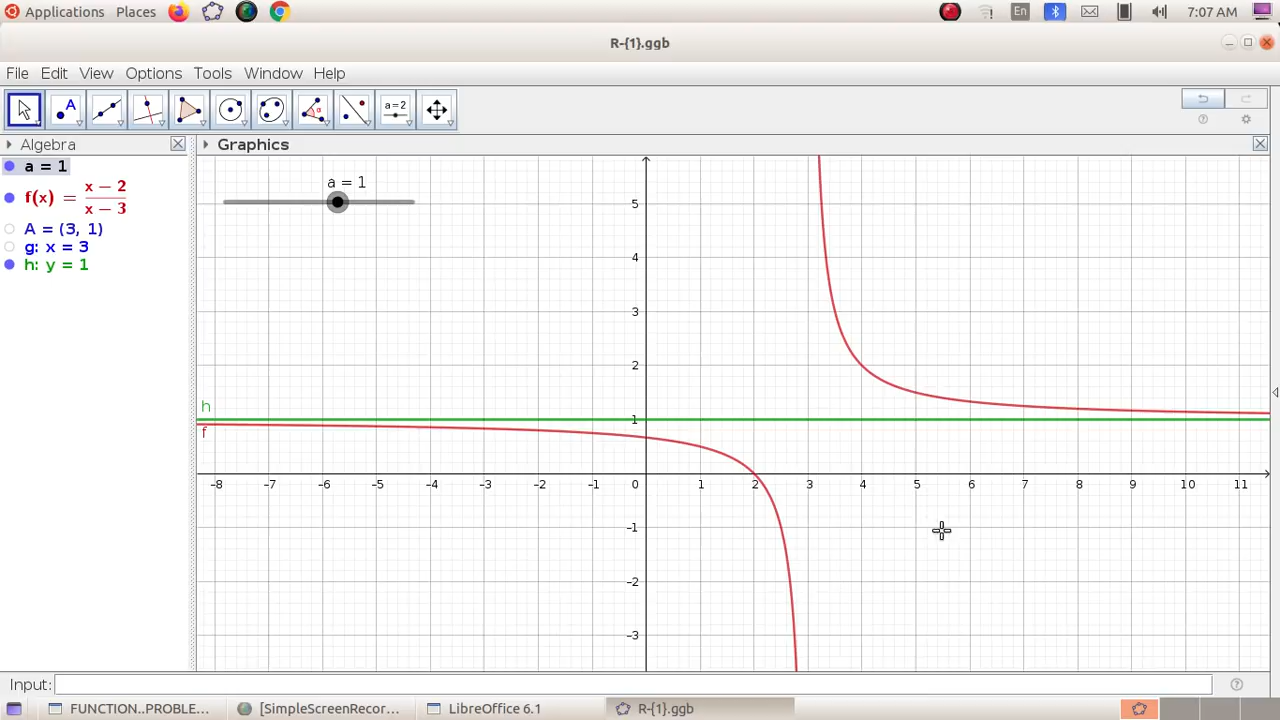 Applications Places En 7:07 AM
R-{1}.ggb
File Edit View Options Tools Window Help
A α a=2
Algebra Graphics
a = 1
f(x) = x − 2 / x − 3
A = (3, 1)
g: x = 3
h: y = 1
a = 1
5
4
3
2
1
h
f
−8 −7 −6 −5 −4 −3 −2 −1 0 1 2 3 4 5 6 7 8 9 10 11
−1
−2
−3
Input:
FUNCTION..PROBLE... [SimpleScreenRecor... LibreOffice 6.1 R-{1}.ggb